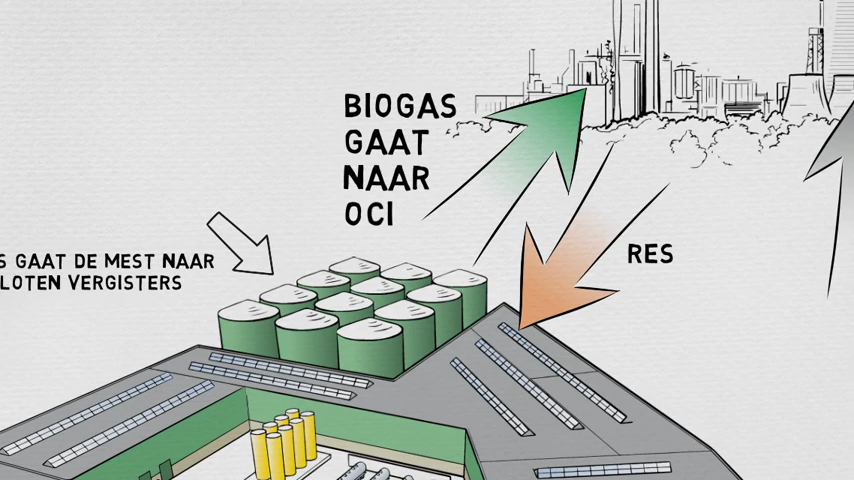 BIOGAS
GAAT
NAAR
OCI
RES
S GAAT DE MEST NAAR
LOTEN VERGISTERS